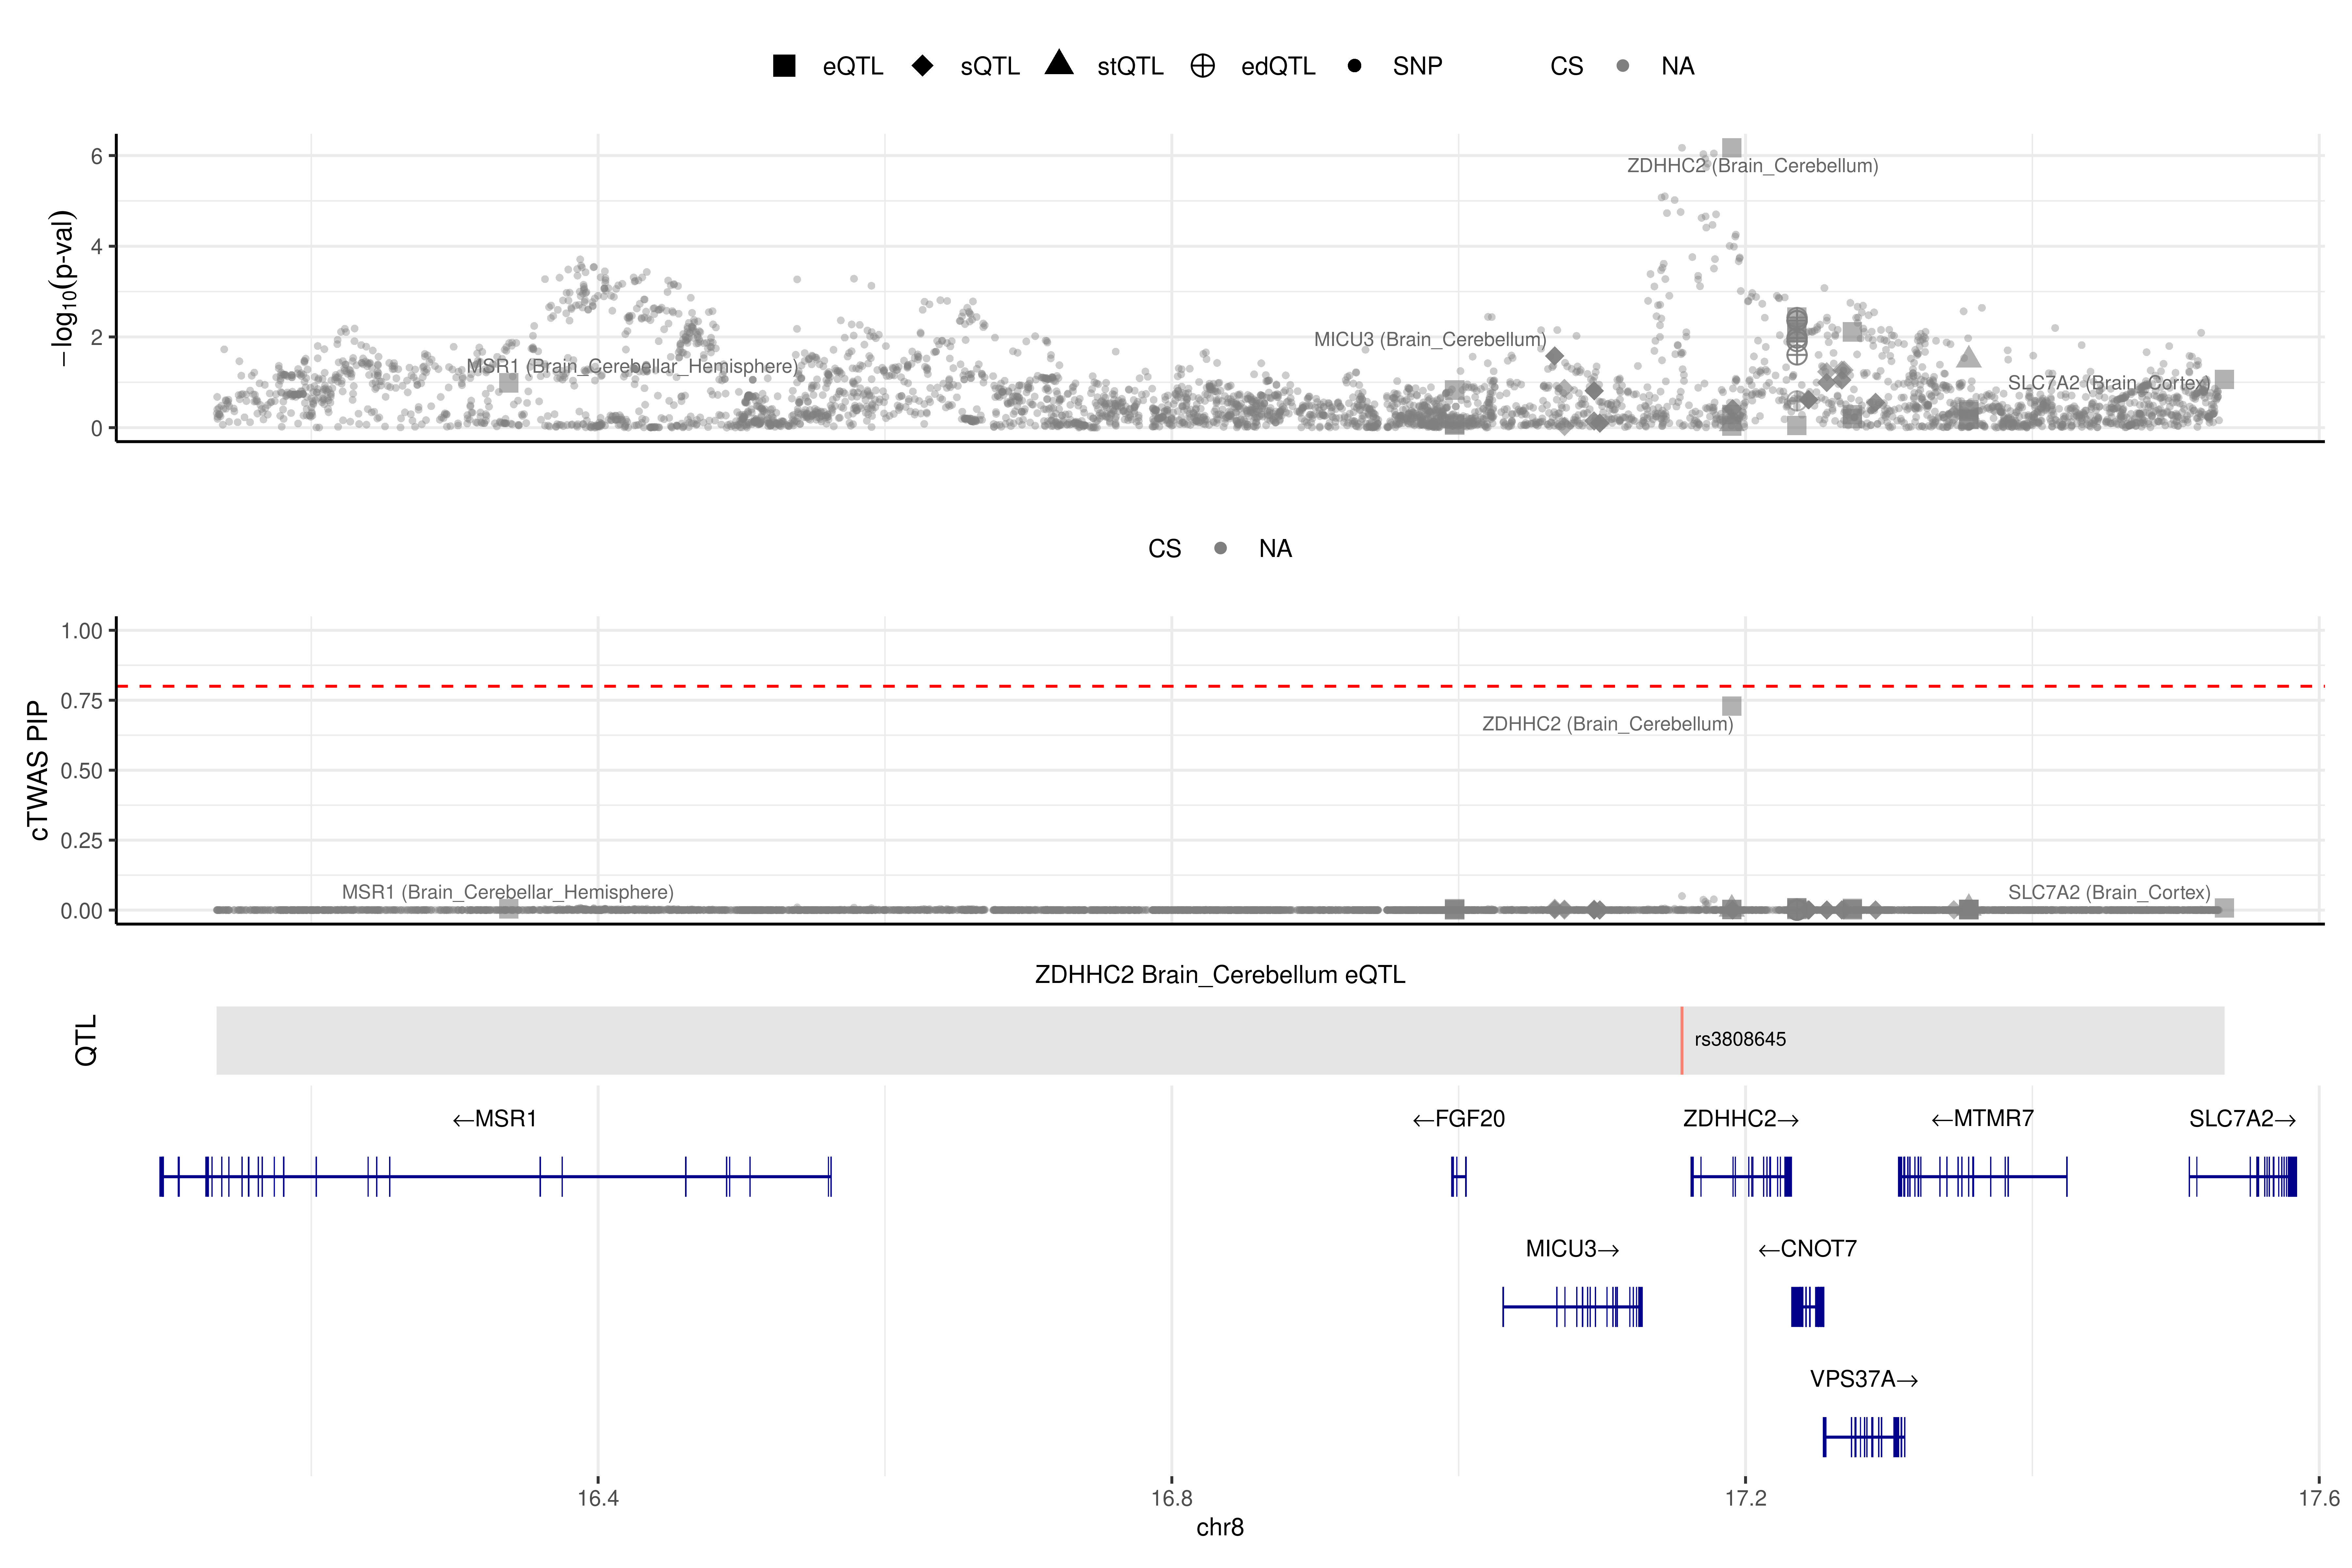 eQTL sQTL stQTL edQTL SNP CS NA
6
4
2
0
−log10(p-val)
ZDHHC2 (Brain_Cerebellum)
MICU3 (Brain_Cerebellum)
MSR1 (Brain_Cerebellar_Hemisphere)
SLC7A2 (Brain_Cortex)
CS NA
1.00
0.75
0.50
0.25
0.00
cTWAS PIP
ZDHHC2 (Brain_Cerebellum)
MSR1 (Brain_Cerebellar_Hemisphere)
SLC7A2 (Brain_Cortex)
ZDHHC2 Brain_Cerebellum eQTL
QTL
rs3808645
←MSR1 ←FGF20 ZDHHC2→ ←MTMR7 SLC7A2→
MICU3→ ←CNOT7
VPS37A→
16.4 16.8 17.2 17.6
chr8